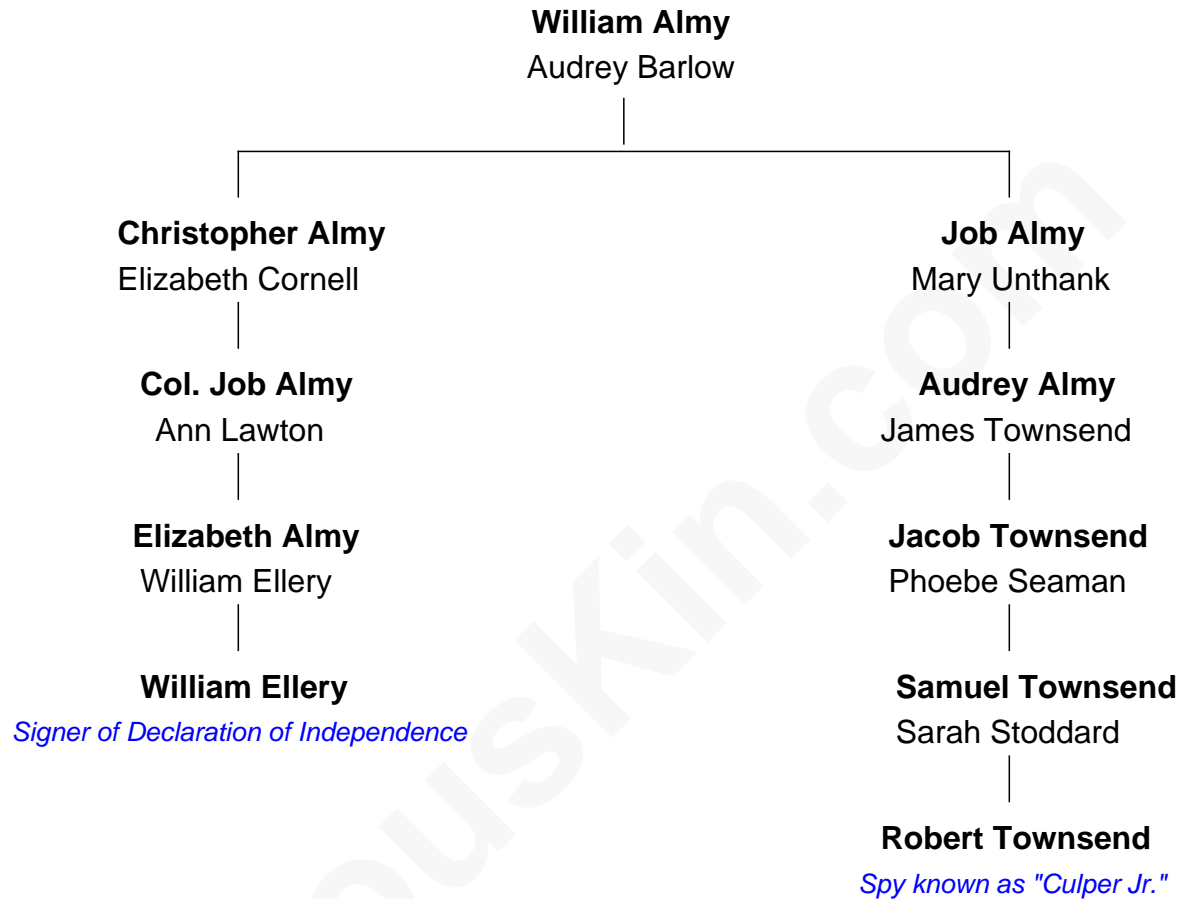 William Almy
Audrey Barlow
Christopher Almy
Elizabeth Cornell
Job Almy
Mary Unthank
Col. Job Almy
Ann Lawton
Audrey Almy
James Townsend
Elizabeth Almy
William Ellery
Jacob Townsend
Phoebe Seaman
William Ellery
Signer of Declaration of Independence
Samuel Townsend
Sarah Stoddard
Robert Townsend
Spy known as "Culper Jr."